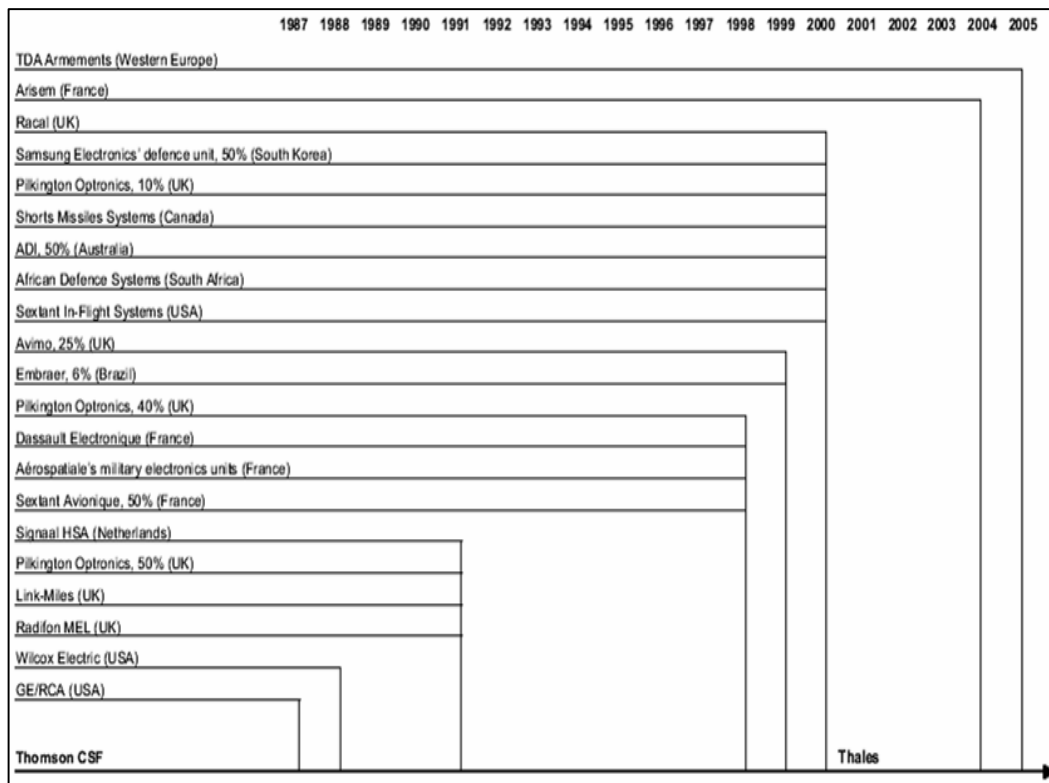 1987 1988 1989 1990 1991 1992 1993 1994 1995 1996 1997 1998 1999 2000 2001 2002 2003 2004 2005
TDA Armements (Western Europe)
Arisem (France)
Racal (UK)
Samsung Electronics' defence unit, 50% (South Korea)
Pilkington Optronics, 10% (UK)
Shorts Missiles Systems (Canada)
ADI, 50% (Australia)
African Defence Systems (South Africa)
Sextant In-Flight Systems (USA)
Avimo, 25% (UK)
Embraer, 6% (Brazil)
Pilkington Optronics, 40% (UK)
Dassault Electronique (France)
Aérospatiale's military electronics units (France)
Sextant Avionique, 50% (France)
Signaal HSA (Netherlands)
Pilkington Optronics, 50% (UK)
Link-Miles (UK)
Radifon MEL (UK)
Wilcox Electric (USA)
GE/RCA (USA)
Thomson CSF Thales